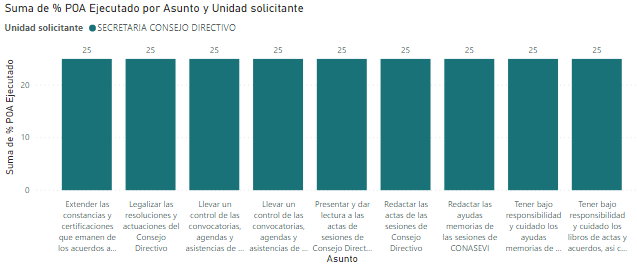 Suma de % POA Ejecutado por Asunto y Unidad solicitante
Unidad solicitante SECRETARIA CONSEJO DIRECTIVO
Suma de % POA Ejecutado
20
10
0
25 25 25 25 25 25 25 25 25
Extender las
constancias y
certificaciones
que emanen de
los acuerdos a...
Legalizar las
resoluciones y
actuaciones del
Consejo
Directivo
Llevar un
control de las
convocatorias,
agendas y
asistencias de ...
Llevar un
control de las
convocatorias,
agendas y
asistencias de ...
Presentar y dar
lectura a las
actas de
sesiones de
Consejo Direct...
Redactar las
actas de las
sesiones de
Consejo
Directivo
Redactar las
ayudas
memorias de
las sesiones de
CONASEVI
Tener bajo
responsibilidad
y cuidado los
ayudas
memorias de ...
Tener bajo
responsibilidad
y cuidado los
libros de actas y
acuerdos, asi c...
Asunto